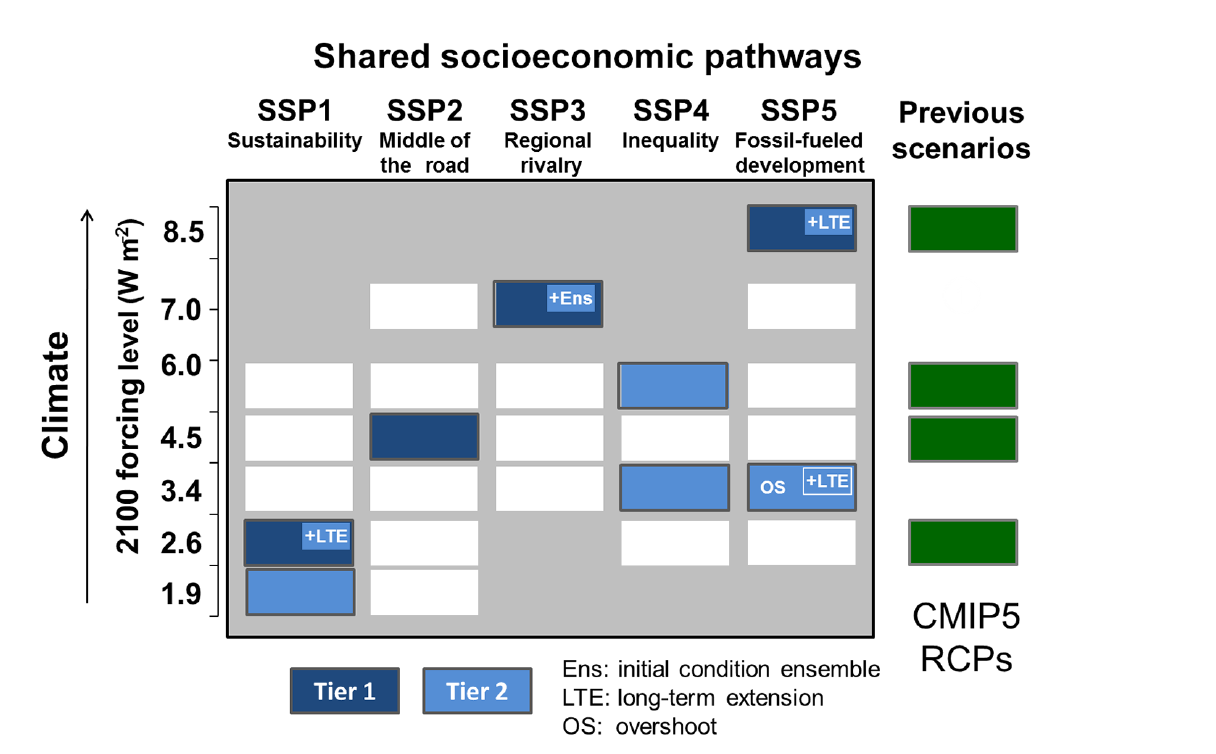 Shared socioeconomic pathways
SSP1
Sustainability
SSP2
Middle of
the road
SSP3
Regional
rivalry
SSP4
Inequality
SSP5
Fossil-fueled
development
Previous
scenarios
Climate
2100 forcing level (W m-2)
8.5
+LTE
7.0
+Ens
6.0
4.5
3.4
OS
+LTE
2.6
+LTE
1.9
CMIP5
RCPs
Tier 1
Tier 2
Ens: initial condition ensemble
LTE: long-term extension
OS: overshoot